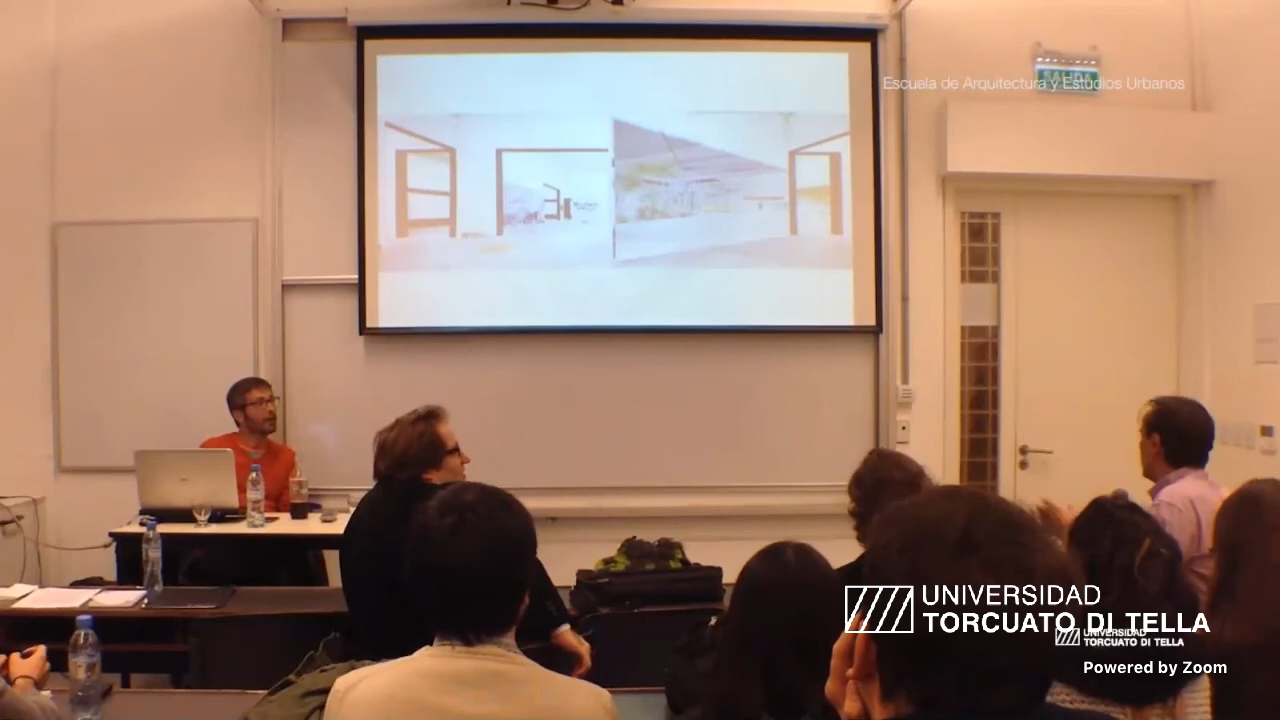 Escuela de Arquitectura y Estudios Urbanos
SALIDA
UNIVERSIDAD
TORCUATO DI TELLA
UNIVERSIDAD
TORCUATO DI TELLA
Powered by Zoom